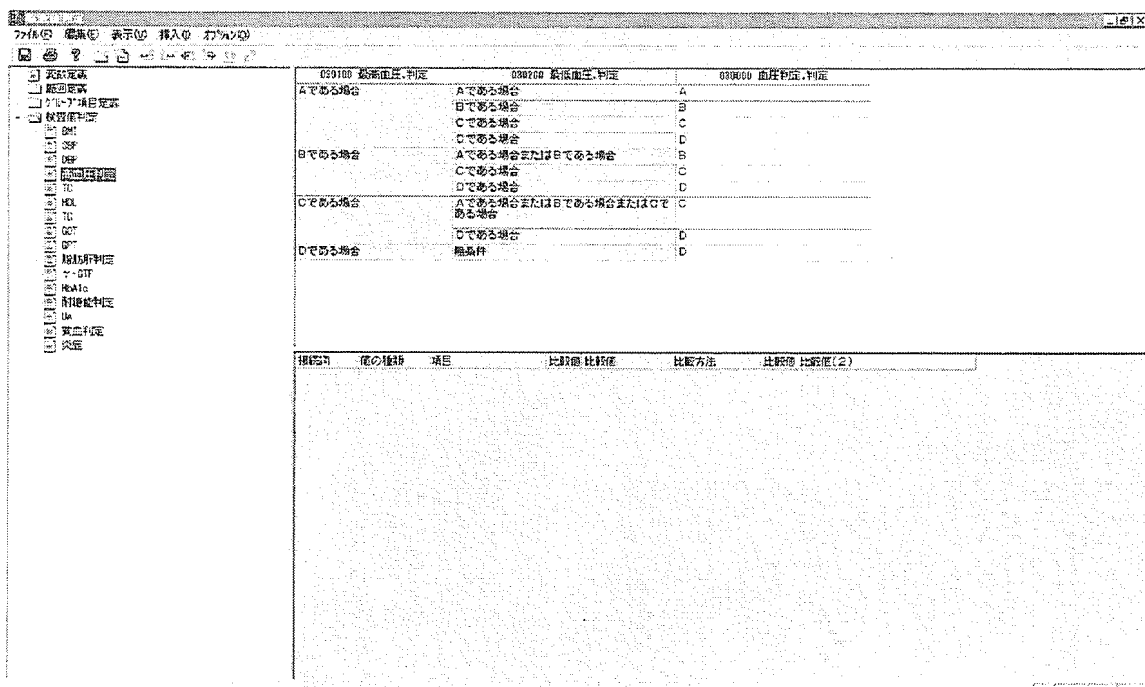 ファイル(F) 編集(E) 表示(V) 挿入(I) オプション(O)
変数定義
範囲定義
グループ項目定義
検査値判定
BMI
SBP
DBP
高血圧判定
TC
HDL
TG
GOT
GPT
脂肪肝判定
γ-GTP
HbA1c
耐糖能判定
UA
貧血判定
炎症
030100 最高血圧.判定 030200 最低血圧.判定 030000 血圧判定.判定
Aである場合 Aである場合 A
Bである場合 B
Cである場合 C
Dである場合 D
Bである場合 Aである場合またはBである場合 B
Cである場合 C
Dである場合 D
Cである場合 Aである場合またはBである場合またはCで C
ある場合
Dである場合 D
Dである場合 無条件 D
接続詞 値の種類 項目 比較値 比較値 比較方法 比較値 比較値(2)